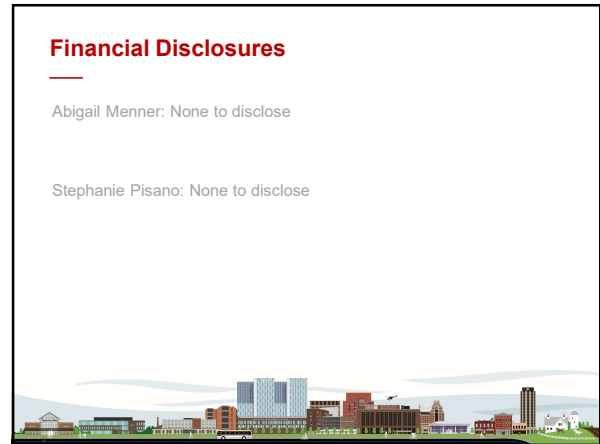 Financial Disclosures
Abigail Menner: None to disclose
Stephanie Pisano: None to disclose